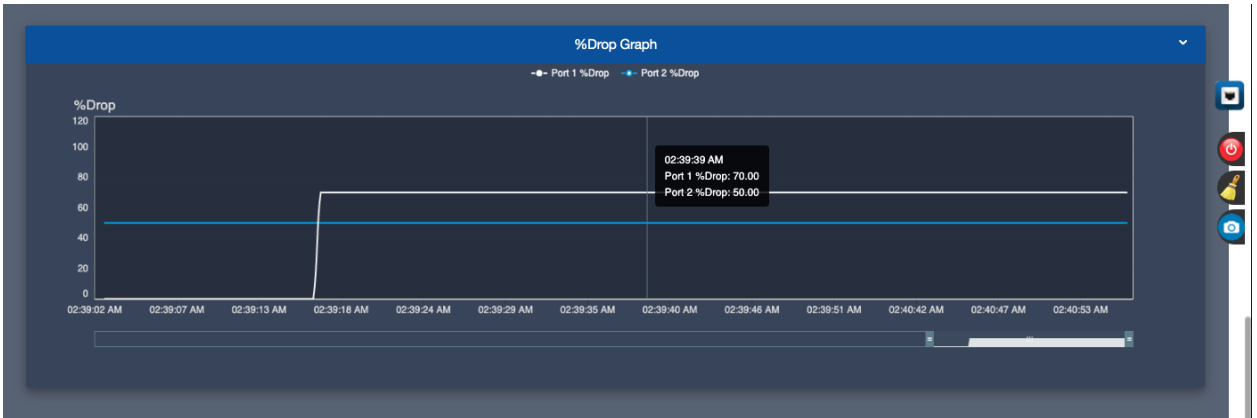 %Drop Graph
Port 1 %Drop Port 2 %Drop
%Drop
120
100
80
60
40
20
0
02:39:39 AM
Port 1 %Drop: 70.00
Port 2 %Drop: 50.00
02:39:02 AM 02:39:07 AM 02:39:13 AM 02:39:18 AM 02:39:24 AM 02:39:29 AM 02:39:35 AM 02:39:40 AM 02:39:46 AM 02:39:51 AM 02:40:42 AM 02:40:47 AM 02:40:53 AM